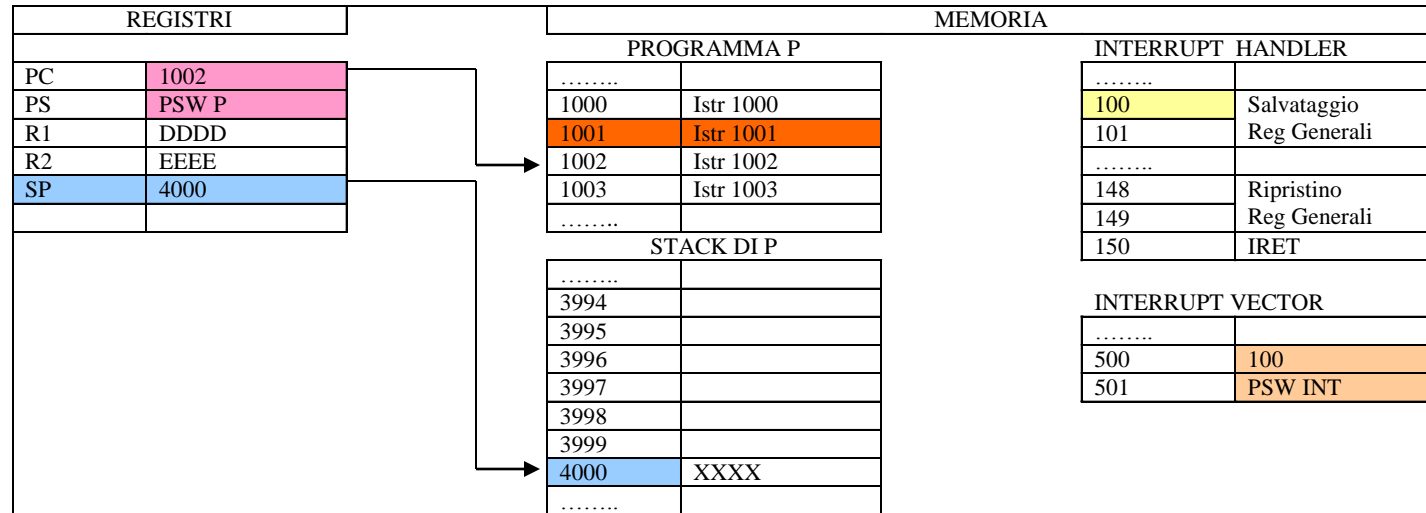 REGISTRI MEMORIA
PROGRAMMA P INTERRUPT HANDLER
PC 1002 …….. ……..
PS PSW P 1000 Istr 1000 100 Salvataggio
R1 DDDD 1001 Istr 1001 101 Reg Generali
R2 EEEE 1002 Istr 1002 ……..
SP 4000 1003 Istr 1003 148 Ripristino
…….. 149 Reg Generali
STACK DI P 150 IRET
……..
3994 INTERRUPT VECTOR
3995 ……..
3996 500 100
3997 501 PSW INT
3998
3999
4000 XXXX
……..